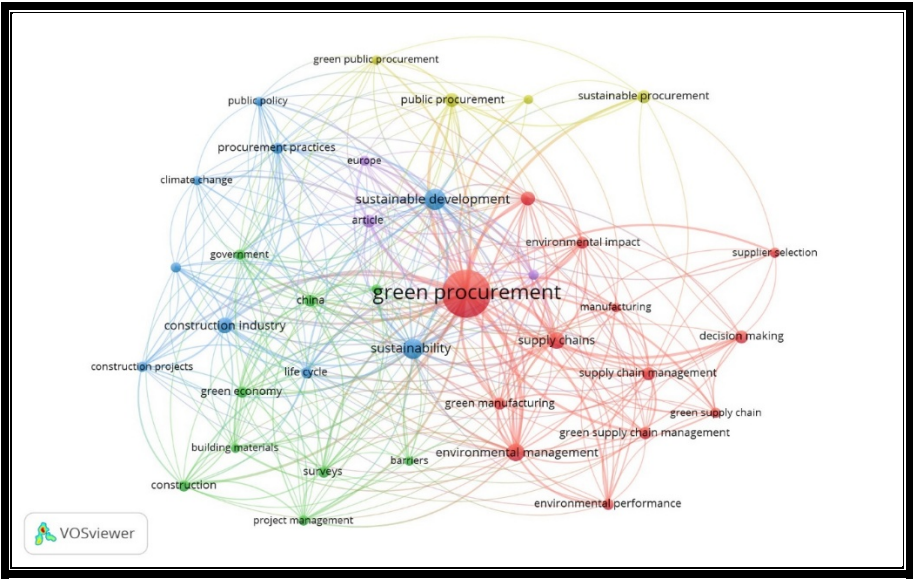 green public procurement
public policy
public procurement
sustainable procurement
procurement practices
europe
climate change
sustainable development
article
environmental impact
government
supplier selection
green procurement
china
manufacturing
construction industry
sustainability
supply chains
decision making
construction projects
life cycle
supply chain management
green economy
green manufacturing
green supply chain
green supply chain management
building materials
environmental management
barriers
surveys
construction
environmental performance
project management
VOSviewer